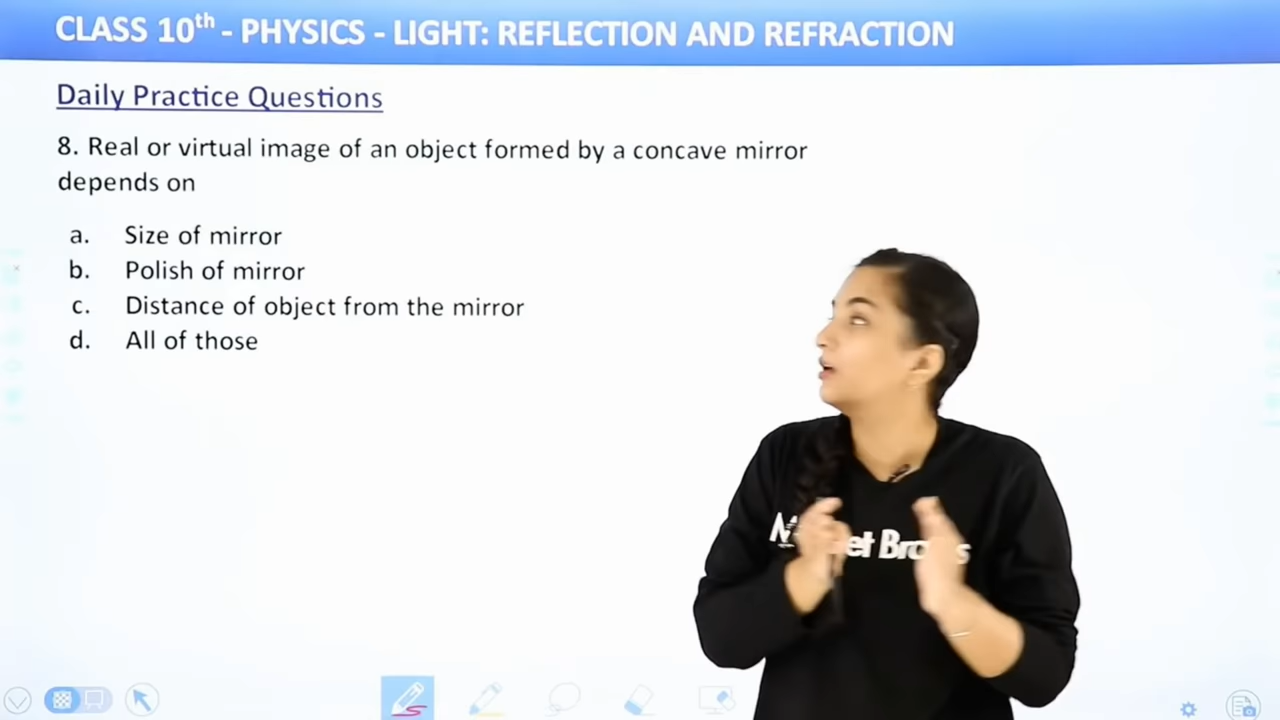 CLASS 10th - PHYSICS - LIGHT: REFLECTION AND REFRACTION
Daily Practice Questions
8. Real or virtual image of an object formed by a concave mirror
depends on
a. Size of mirror
b. Polish of mirror
c. Distance of object from the mirror
d. All of those